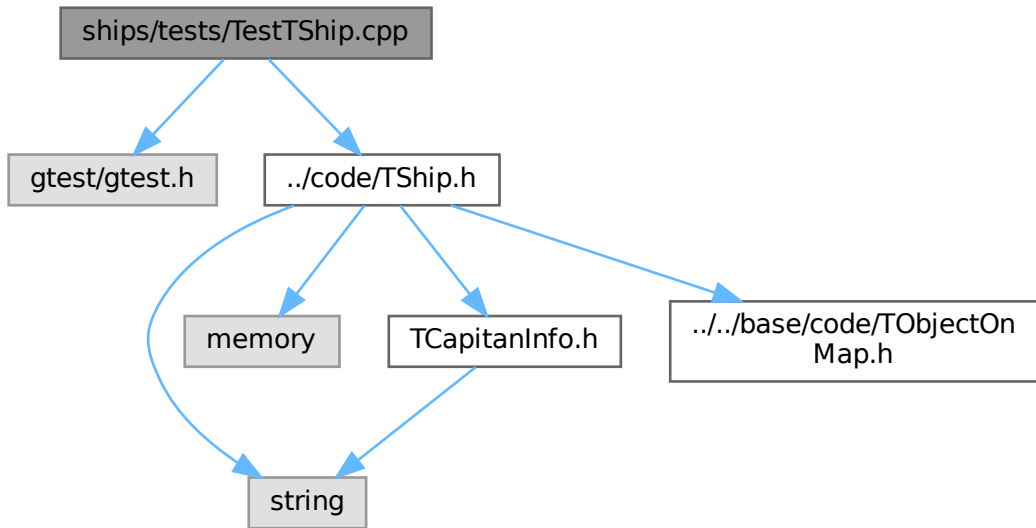 ships/tests/TestTShip.cpp
gtest/gtest.h
../code/TShip.h
memory
TCapitanInfo.h
../../base/code/TObjectOn
Map.h
string